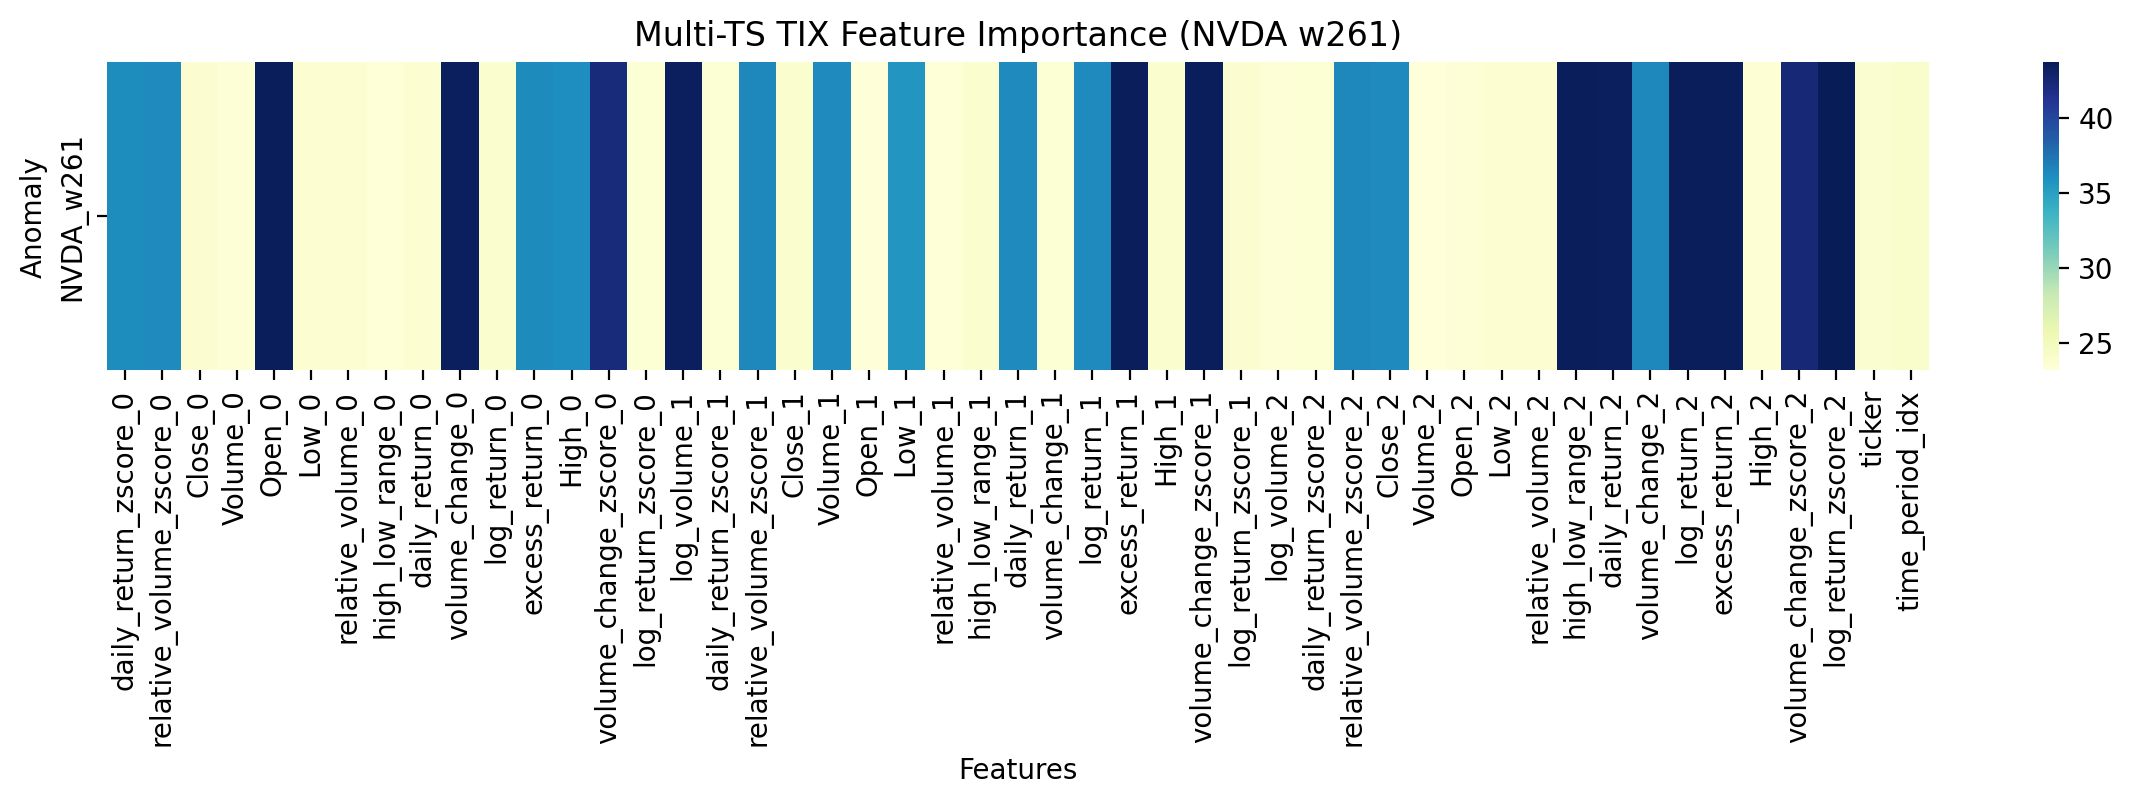 Multi-TS TIX Feature Importance (NVDA w261)
Anomaly
NVDA_w261
40
35
30
25
daily_return_zscore_0
relative_volume_zscore_0
Close_0
Volume_0
Open_0
Low_0
relative_volume_0
high_low_range_0
daily_return_0
volume_change_0
log_return_0
excess_return_0
High_0
volume_change_zscore_0
log_return_zscore_0
log_volume_1
daily_return_zscore_1
relative_volume_zscore_1
Close_1
Volume_1
Open_1
Low_1
relative_volume_1
high_low_range_1
daily_return_1
volume_change_1
log_return_1
excess_return_1
High_1
volume_change_zscore_1
log_return_zscore_1
log_volume_2
daily_return_zscore_2
relative_volume_zscore_2
Close_2
Volume_2
Open_2
Low_2
relative_volume_2
high_low_range_2
daily_return_2
volume_change_2
log_return_2
excess_return_2
High_2
volume_change_zscore_2
log_return_zscore_2
ticker
time_period_idx
Features